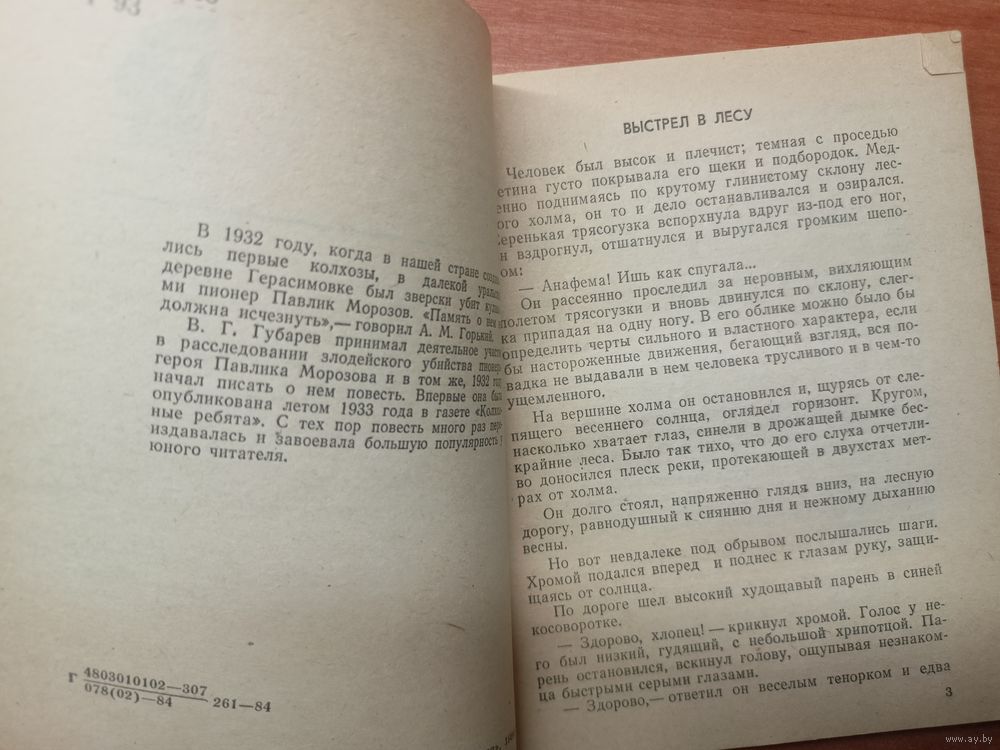 93
В 1932 году, когда в нашей стране
лись первые колхозы, в далекой
деревне Герасимовке был зверски убит
ми пионер Павлик Морозов. «Память о нем
должна исчезнуть»,— говорил А. М. Горький.
В. Г. Губарев принимал деятельное
в расследовании злодейского убийства
героя Павлика Морозова и в том же, 1932
начал писать о нем повесть. Впервые она
опубликована летом 1933 года в газете
ные ребята». С тех пор повесть много раз
издавалась и завоевала большую популярность
юного читателя.
Г 4803010102—307
078(02)—84 261—84
ВЫСТРЕЛ В ЛЕСУ
Человек был высок и плечист; темная с проседью
етина густо покрывала его щеки и подбородок. Мед-
енно поднимаясь по крутому глинистому склону лес-
ого холма, он то и дело останавливался и озирался.
еренькая трясогузка вспорхнула вдруг из-под его ног,
н вздрогнул, отшатнулся и выругался громким шепо-
ом:
— Анафема! Ишь как спугала...
Он рассеянно проследил за неровным, вихляющим
полетом трясогузки и вновь двинулся по склону, слег-
ка припадая на одну ногу. В его облике можно было бы
определить черты сильного и властного характера, если
бы настороженные движения, бегающий взгляд, вся по-
вадка не выдавали в нем человека трусливого и в чем-то
ущемленного.
На вершине холма он остановился и, щурясь от сле-
пящего весеннего солнца, оглядел горизонт. Кругом,
насколько хватает глаз, синели в дрожащей дымке бес-
крайние леса. Было так тихо, что до его слуха отчетли-
во доносился плеск реки, протекающей в двухстах мет-
рах от холма.
Он долго стоял, напряженно глядя вниз, на лесную
дорогу, равнодушный к сиянию дня и нежному дыханию
весны.
Но вот невдалеке под обрывом послышались шаги.
Хромой подался вперед и поднес к глазам руку, защи-
щаясь от солнца.
По дороге шел высокий худощавый парень в синей
косоворотке.
— Здорово, хлопец! — крикнул хромой. Голос у не-
го был низкий, гудящий, с небольшой хрипотцой. Па-
рень остановился, вскинул голову, ощупывая незнаком-
ца быстрыми серыми глазами.
— Здорово,— ответил он веселым тенорком и едва
3
www.ay.by